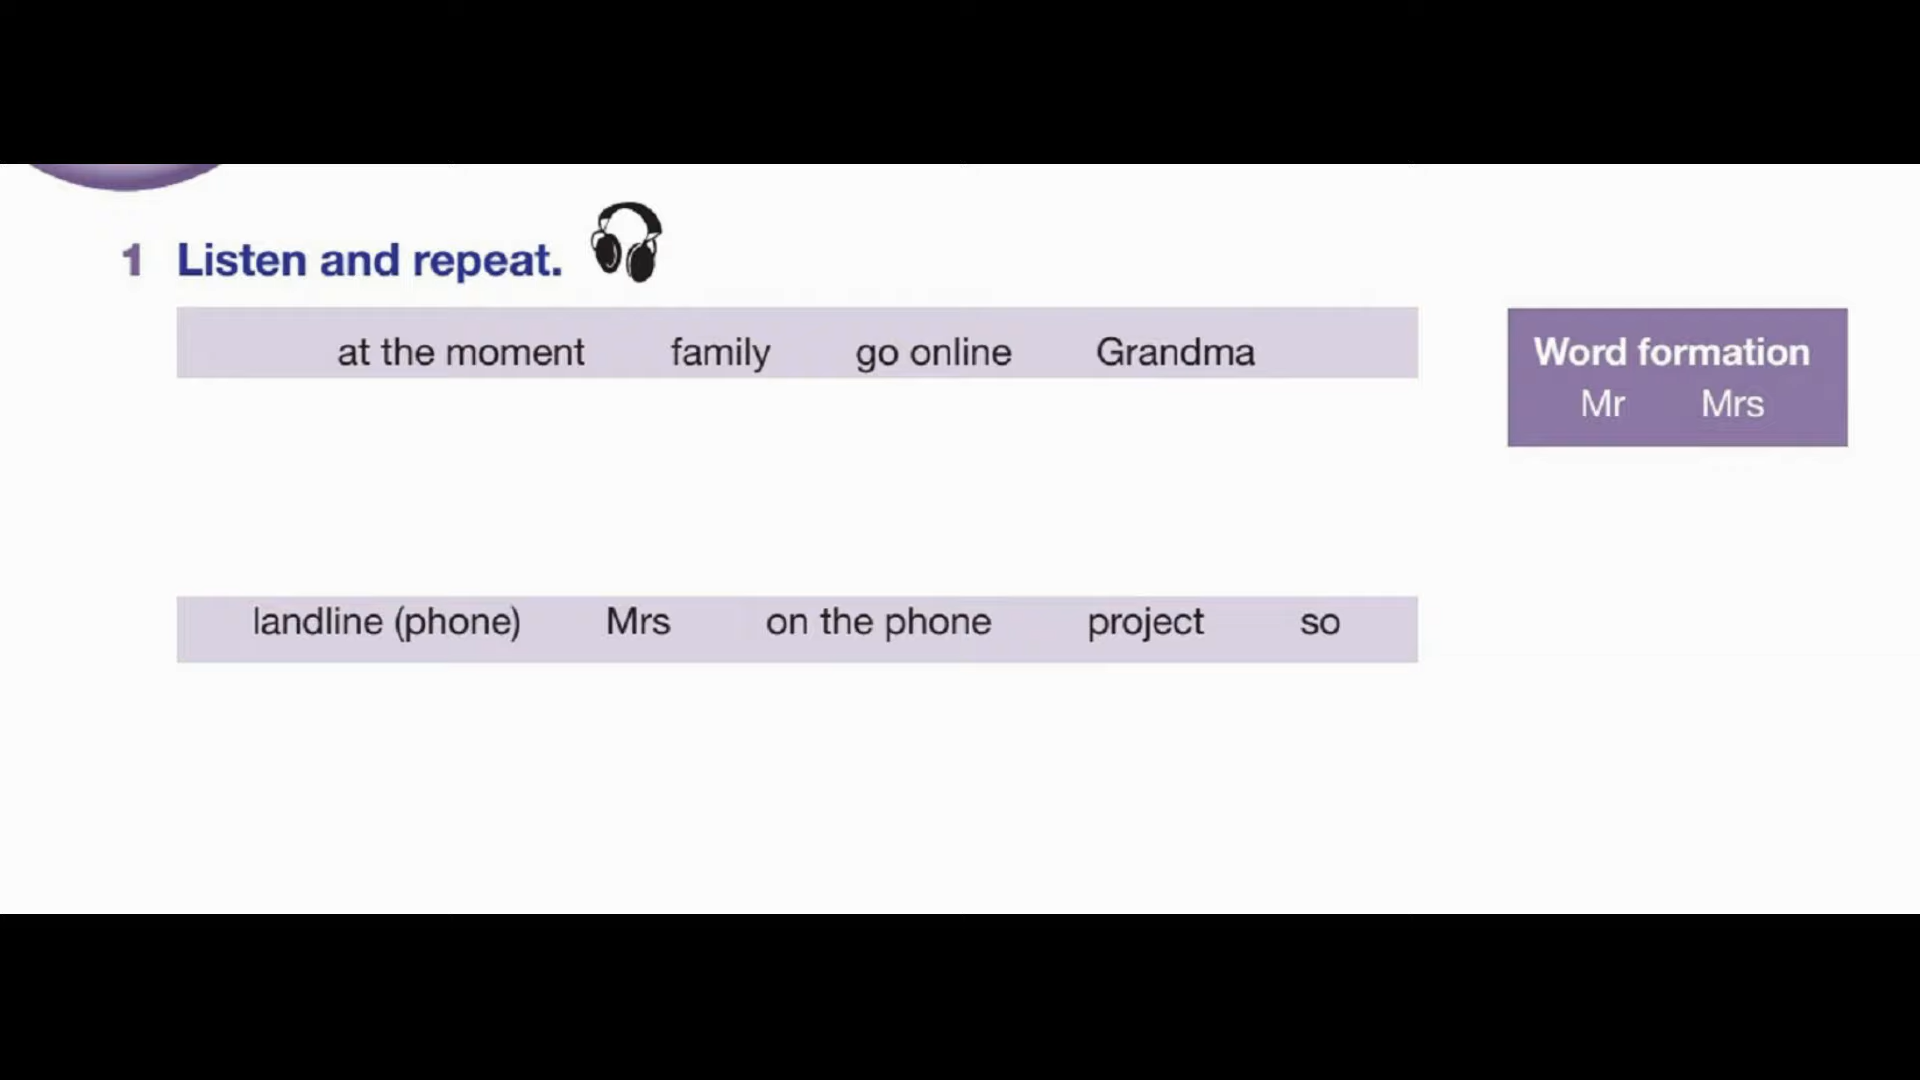 1 Listen and repeat.
at the moment family go online Grandma
Word formation
Mr Mrs
landline (phone) Mrs on the phone project so